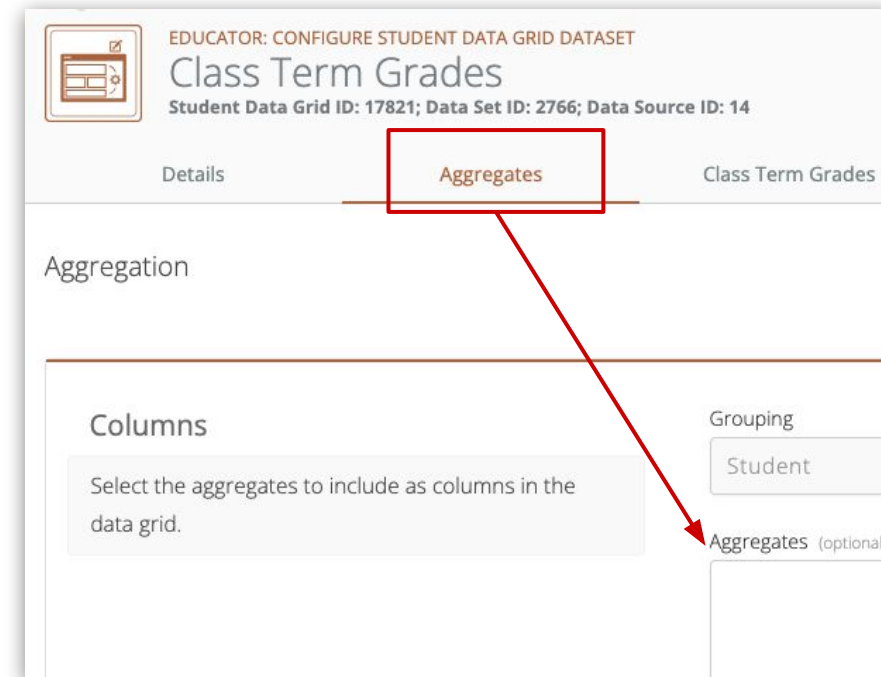 EDUCATOR: CONFIGURE STUDENT DATA GRID DATASET
Class Term Grades
Student Data Grid ID: 17821; Data Set ID: 2766; Data Source ID: 14
Details
Aggregates
Class Term Grades
Aggregation
Columns
Select the aggregates to include as columns in the
data grid.
Grouping
Student
Aggregates (optional